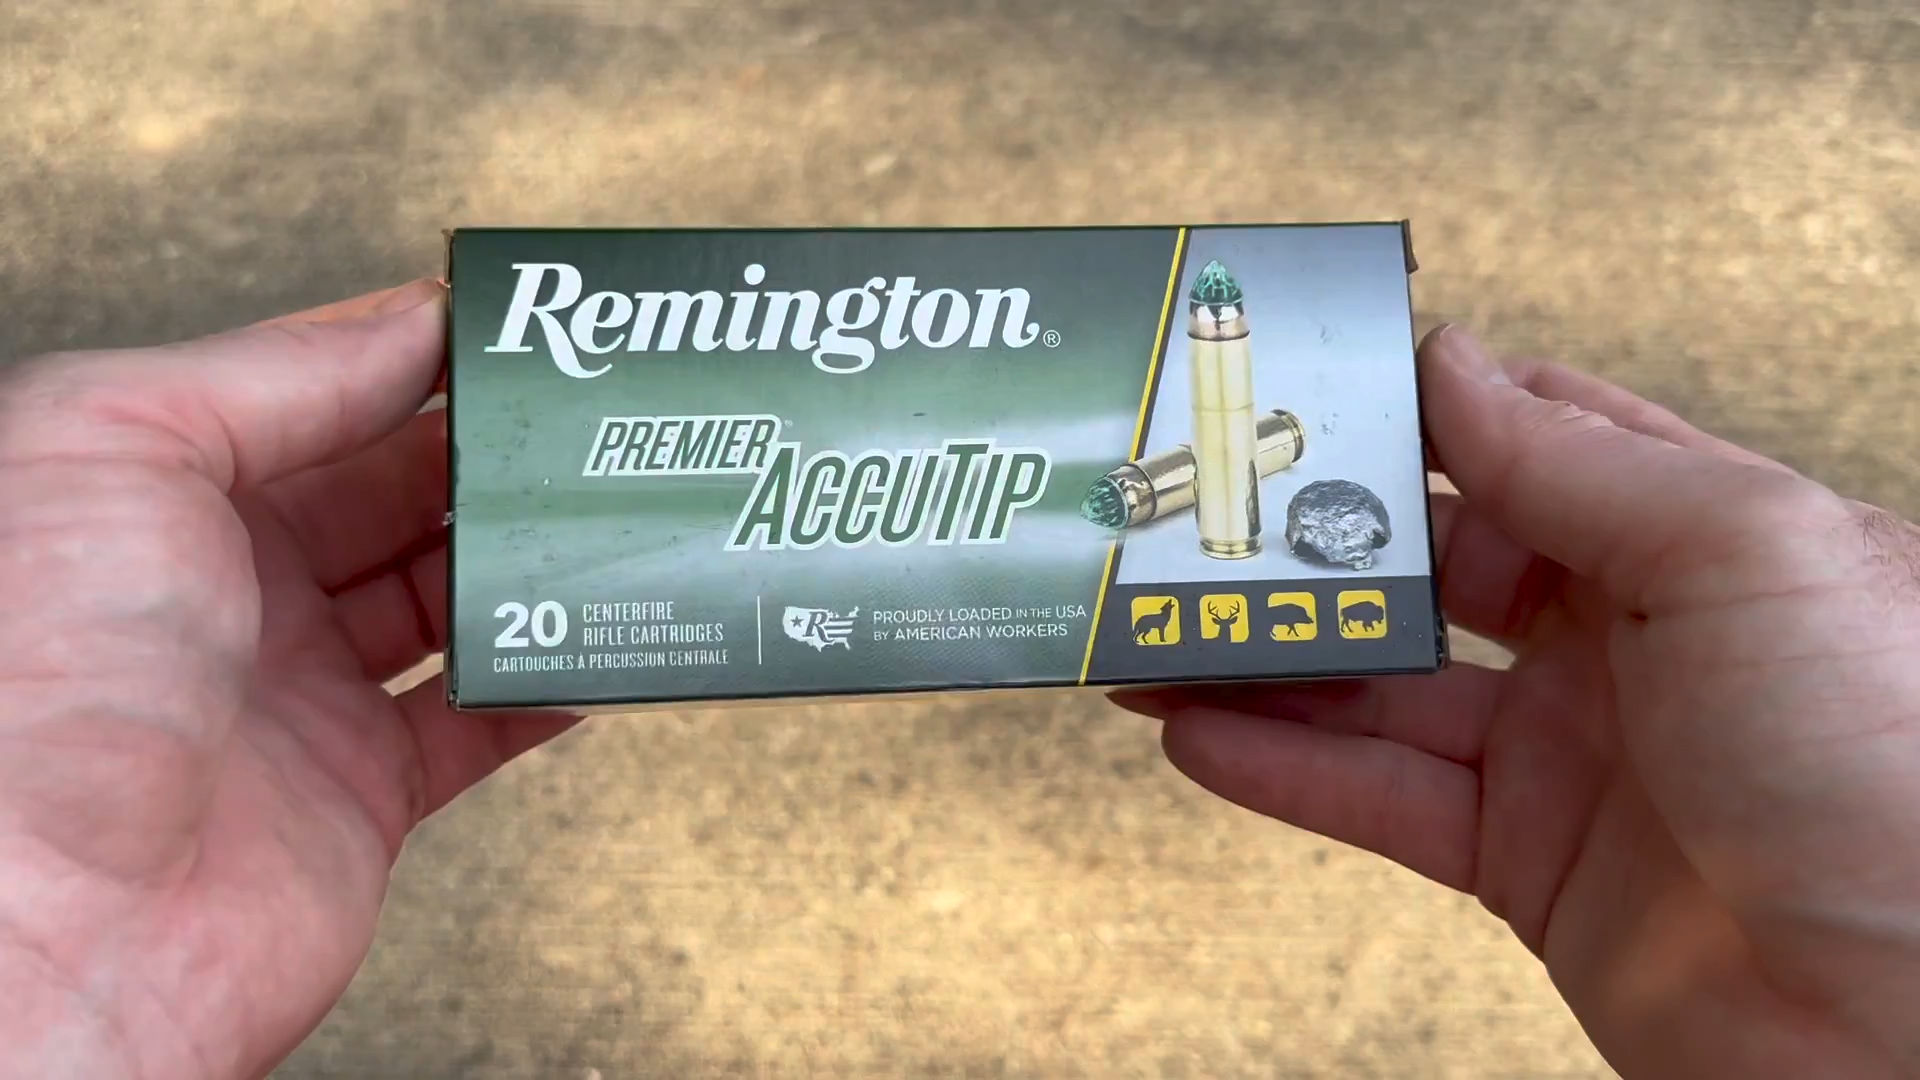 Remington®
PREMIER
ACCUTIP
20 CENTERFIRE
RIFLE CARTRIDGES
CARTOUCHES À PERCUSSION CENTRALE
R
PROUDLY LOADED IN THE USA
BY AMERICAN WORKERS